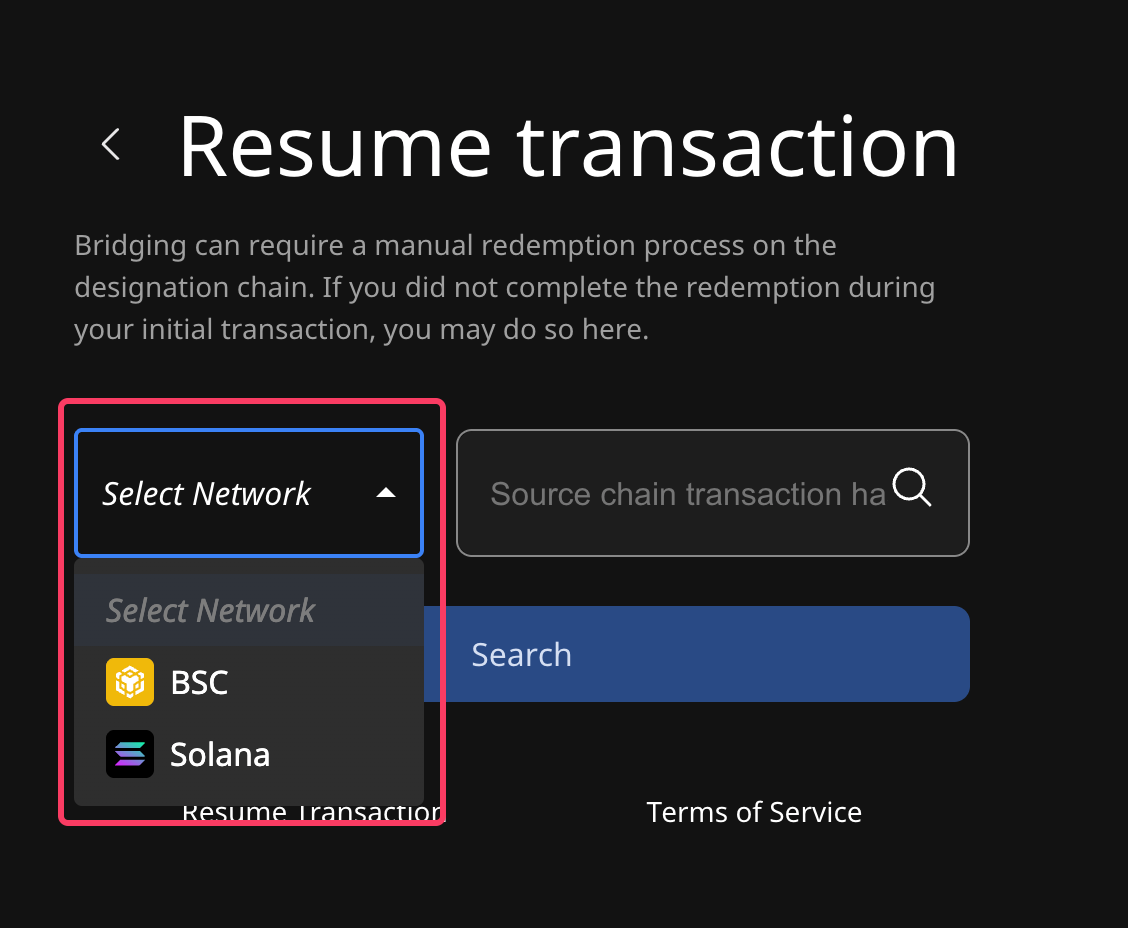 Resume transaction
Bridging can require a manual redemption process on the
designation chain. If you did not complete the redemption during
your initial transaction, you may do so here.
Select Network
Source chain transaction ha
Select Network
Search
BSC
Solana
Resume Transaction
Terms of Service